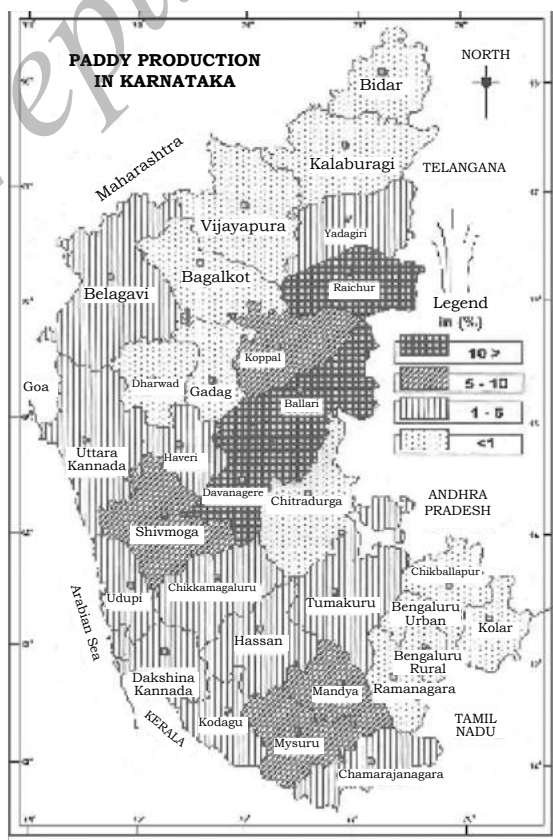 PADDY PRODUCTION
IN KARNATAKA
NORTH
Bidar
Kalaburagi
Maharashtra
TELANGANA
Vijayapura
Yadagiri
Bagalkot
Belagavi
Raichur
Legend
in (%)
10 >
5 - 10
1 - 5
<1
Koppal
Goa
Dharwad
Gadag
Ballari
Uttara
Kannada
Haveri
Davanagere
Chitradurga
ANDHRA
PRADESH
Shivmoga
Chikballapur
Udupi
Chikkamagaluru
Tumakuru
Bengaluru
Urban
Kolar
Arabian Sea
Hassan
Bengaluru
Rural
Dakshina
Kannada
Mandya
Ramanagara
Kodagu
KERALA
TAMIL
NADU
Mysuru
Chamarajanagara